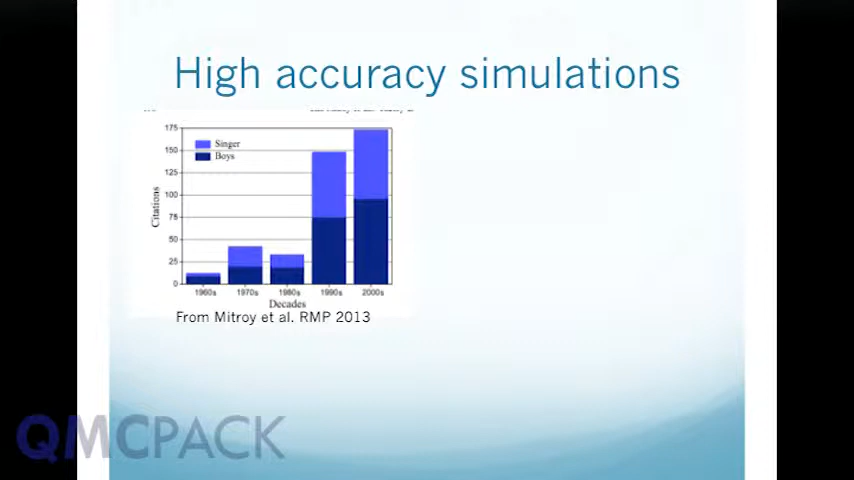 High accuracy simulations
175
150
125
100
75
50
25
0
Citations
Singer
Boys
1960s 1970s 1980s 1990s 2000s
Decades
From Mitroy et al. RMP 2013
QMCPACK